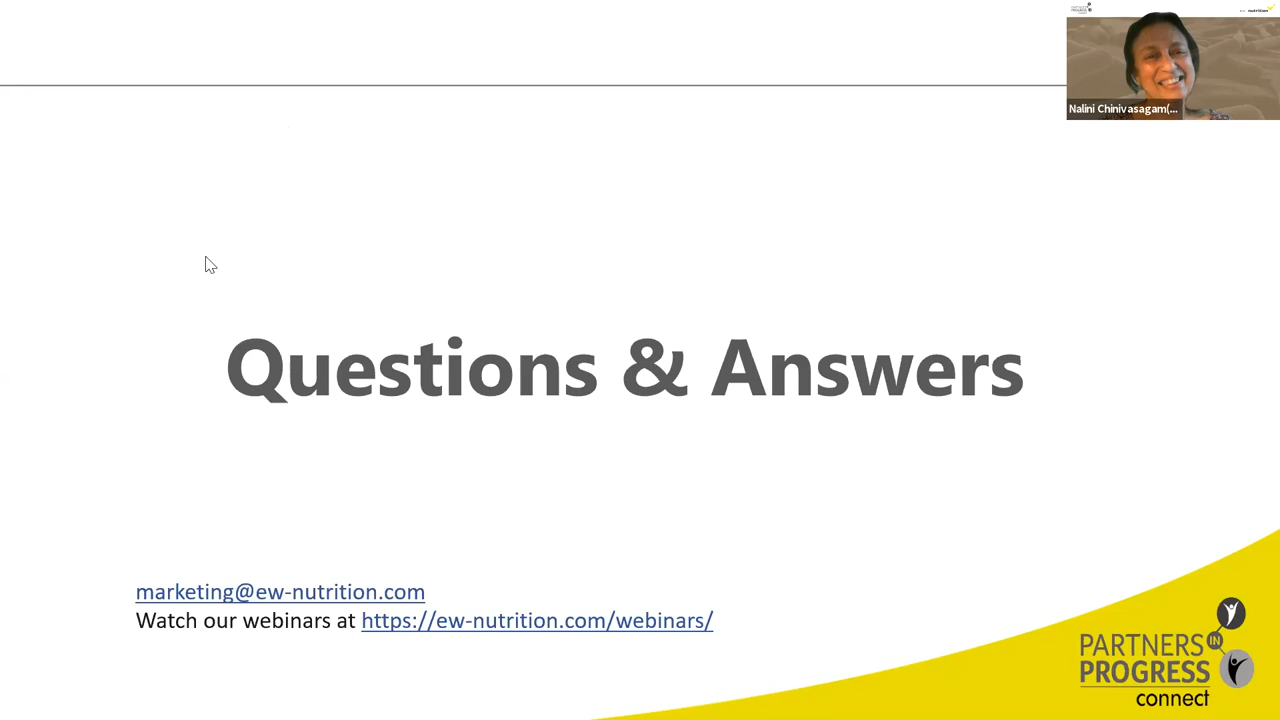 nutrition
Nalini Chinivasagam(...
Questions & Answers
marketing@ew-nutrition.com
Watch our webinars at https://ew-nutrition.com/webinars/
PARTNERS
IN
PROGRESS
connect